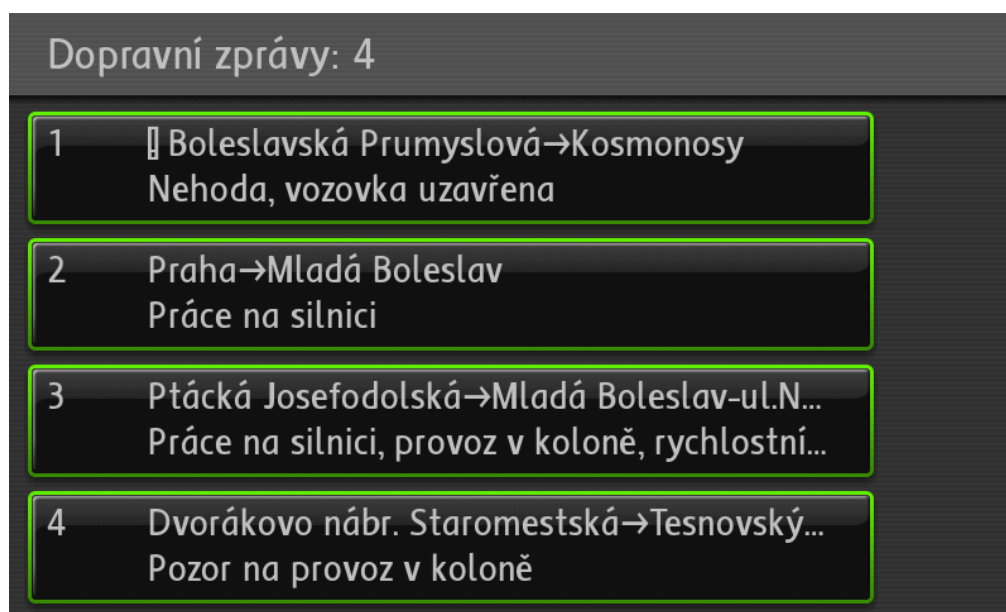 Dopravní zprávy: 4
1 Boleslavská Prumyslová→Kosmonosy
Nehoda, vozovka uzavřena
2 Praha→Mladá Boleslav
Práce na silnici
3 Ptácká Josefodolská→Mladá Boleslav-ul.N...
Práce na silnici, provoz v koloně, rychlostní...
4 Dvorákovo nábr. Staromestská→Tesnovský...
Pozor na provoz v koloně